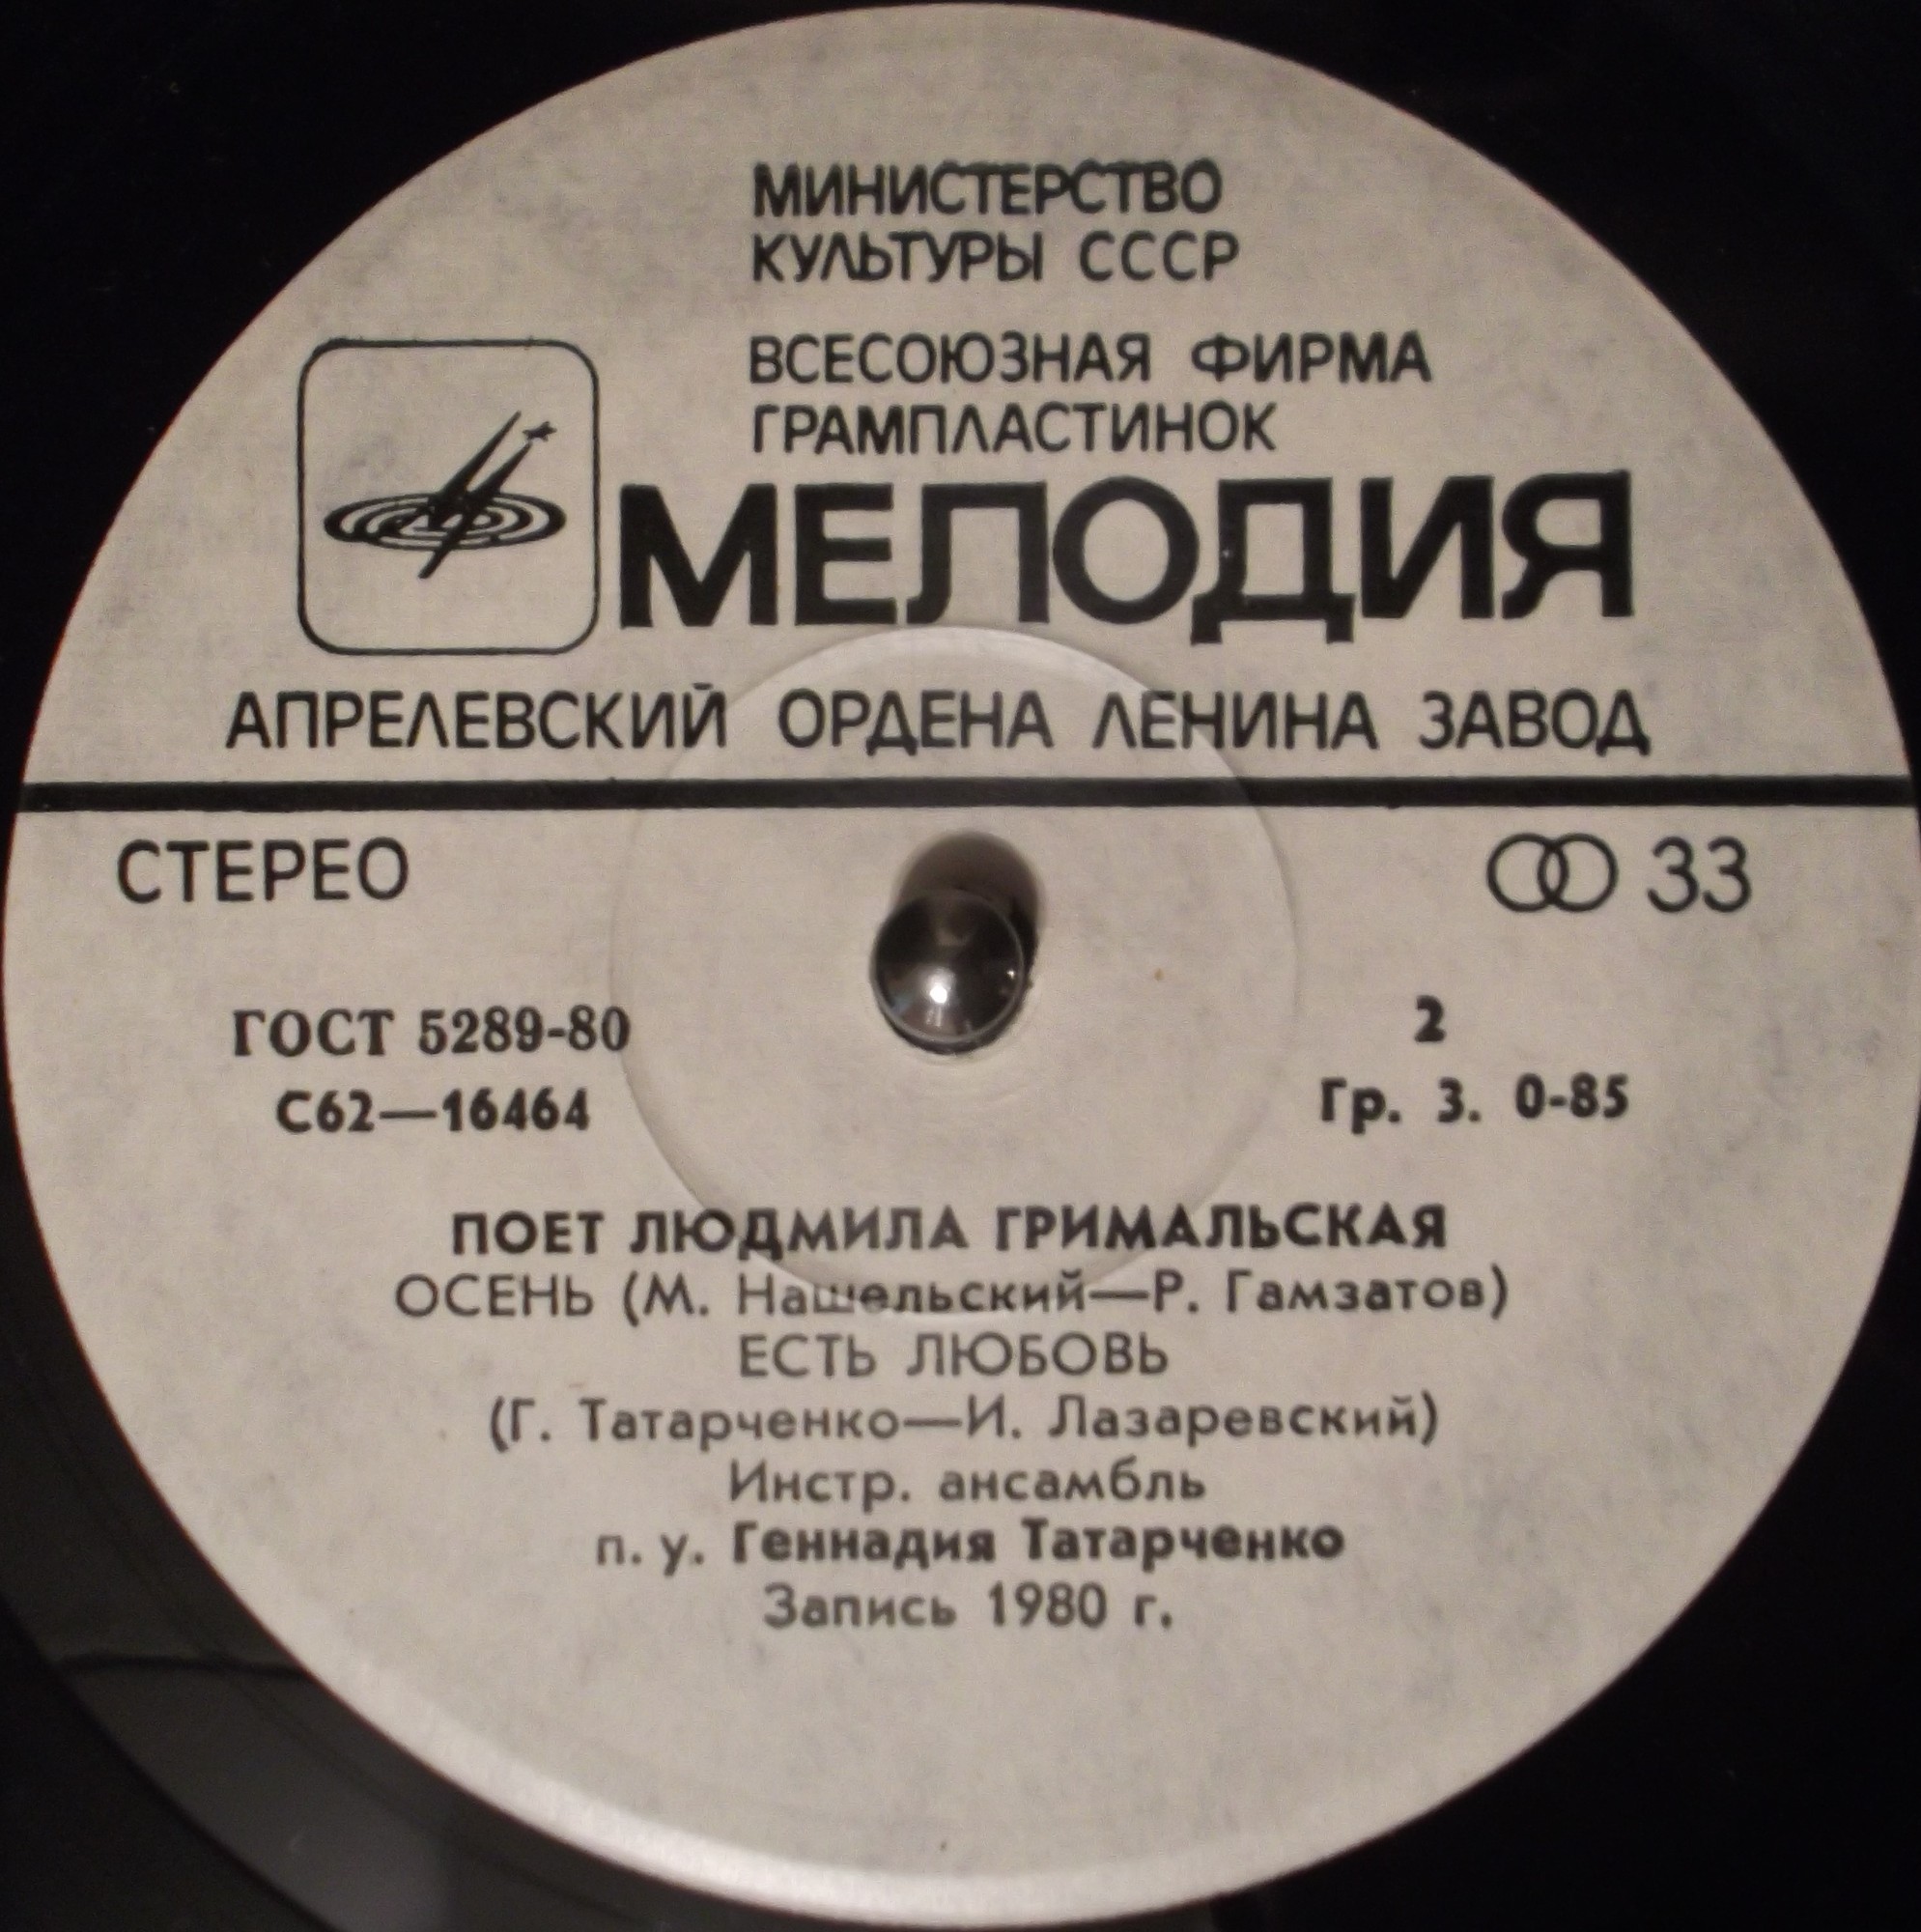 МИНИСТЕРСТВО
КУЛЬТУРЫ СССР
ВСЕСОЮЗНАЯ ФИРМА
ГРАМПЛАСТИНОК
МЕЛОДИЯ
АПРЕЛЕВСКИЙ ОРДЕНА ЛЕНИНА ЗАВОД
СТЕРЕО
33
ГОСТ 5289-80
2
С62—16464
Гр. 3. 0-85
ПОЕТ ЛЮДМИЛА ГРИМАЛЬСКАЯ
ОСЕНЬ (М. Нашельский—Р. Гамзатов)
ЕСТЬ ЛЮБОВЬ
(Г. Татарченко—И. Лазаревский)
Инстр. ансамбль
п. у. Геннадия Татарченко
Запись 1980 г.